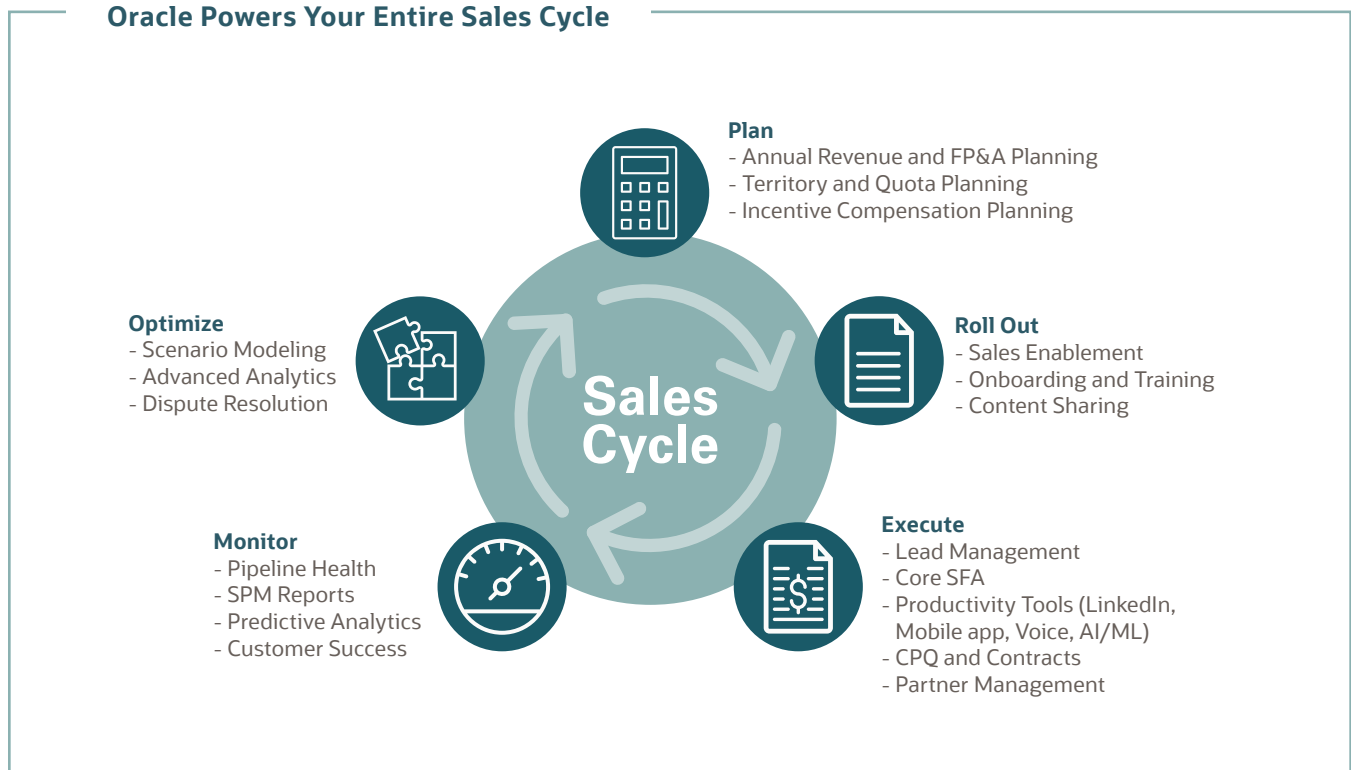 Oracle Powers Your Entire Sales Cycle
Plan
- Annual Revenue and FP&A Planning
- Territory and Quota Planning
- Incentive Compensation Planning
Roll Out
- Sales Enablement
- Onboarding and Training
- Content Sharing
Execute
- Lead Management
- Core SFA
- Productivity Tools (LinkedIn,
Mobile app, Voice, AI/ML)
- CPQ and Contracts
- Partner Management
Monitor
- Pipeline Health
- SPM Reports
- Predictive Analytics
- Customer Success
Optimize
- Scenario Modeling
- Advanced Analytics
- Dispute Resolution
Sales
Cycle
$